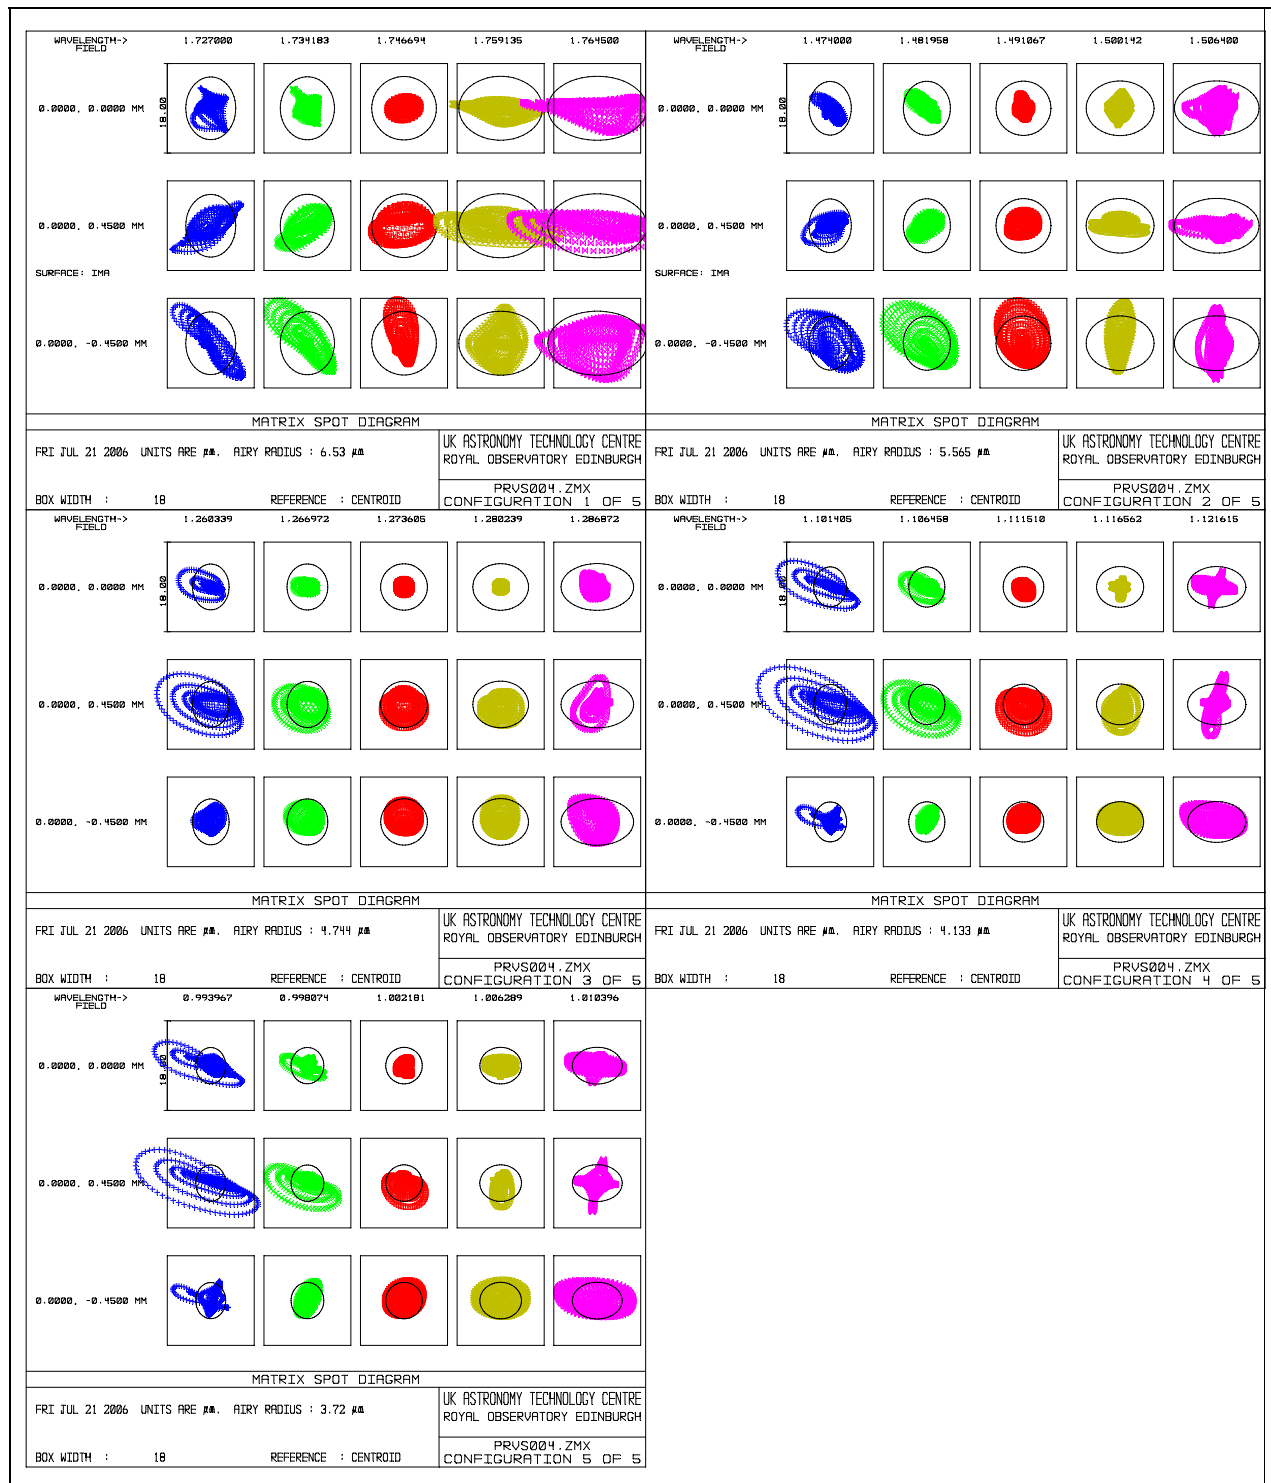 WAVELENGTH-> 1.727000 1.734183 1.746694 1.759135 1.764500
FIELD
0.0000, 0.0000 MM
18.00
0.0000, 0.4500 MM
SURFACE: IMA
0.0000, -0.4500 MM
MATRIX SPOT DIAGRAM
FRI JUL 21 2006 UNITS ARE µm. AIRY RADIUS : 6.53 µm
BOX WIDTH : 18 REFERENCE : CENTROID
UK ASTRONOMY TECHNOLOGY CENTRE
ROYAL OBSERVATORY EDINBURGH
PRVS004.ZMX
CONFIGURATION 1 OF 5
WAVELENGTH-> 1.474000 1.481958 1.491067 1.500142 1.506400
FIELD
0.0000, 0.0000 MM
18.00
0.0000, 0.4500 MM
SURFACE: IMA
0.0000, -0.4500 MM
MATRIX SPOT DIAGRAM
FRI JUL 21 2006 UNITS ARE µm. AIRY RADIUS : 5.565 µm
BOX WIDTH : 18 REFERENCE : CENTROID
UK ASTRONOMY TECHNOLOGY CENTRE
ROYAL OBSERVATORY EDINBURGH
PRVS004.ZMX
CONFIGURATION 2 OF 5
WAVELENGTH-> 1.260339 1.266972 1.273605 1.280239 1.286872
FIELD
0.0000, 0.0000 MM
18.00
0.0000, 0.4500 MM
0.0000, -0.4500 MM
MATRIX SPOT DIAGRAM
FRI JUL 21 2006 UNITS ARE µm. AIRY RADIUS : 4.744 µm
BOX WIDTH : 18 REFERENCE : CENTROID
UK ASTRONOMY TECHNOLOGY CENTRE
ROYAL OBSERVATORY EDINBURGH
PRVS004.ZMX
CONFIGURATION 3 OF 5
WAVELENGTH-> 1.101405 1.106458 1.111510 1.116562 1.121615
FIELD
0.0000, 0.0000 MM
18.00
0.0000, 0.4500 MM
0.0000, -0.4500 MM
MATRIX SPOT DIAGRAM
FRI JUL 21 2006 UNITS ARE µm. AIRY RADIUS : 4.133 µm
BOX WIDTH : 18 REFERENCE : CENTROID
UK ASTRONOMY TECHNOLOGY CENTRE
ROYAL OBSERVATORY EDINBURGH
PRVS004.ZMX
CONFIGURATION 4 OF 5
WAVELENGTH-> 0.993967 0.998074 1.002181 1.006289 1.010396
FIELD
0.0000, 0.0000 MM
18.00
0.0000, 0.4500 MM
0.0000, -0.4500 MM
MATRIX SPOT DIAGRAM
FRI JUL 21 2006 UNITS ARE µm. AIRY RADIUS : 3.72 µm
BOX WIDTH : 18 REFERENCE : CENTROID
UK ASTRONOMY TECHNOLOGY CENTRE
ROYAL OBSERVATORY EDINBURGH
PRVS004.ZMX
CONFIGURATION 5 OF 5